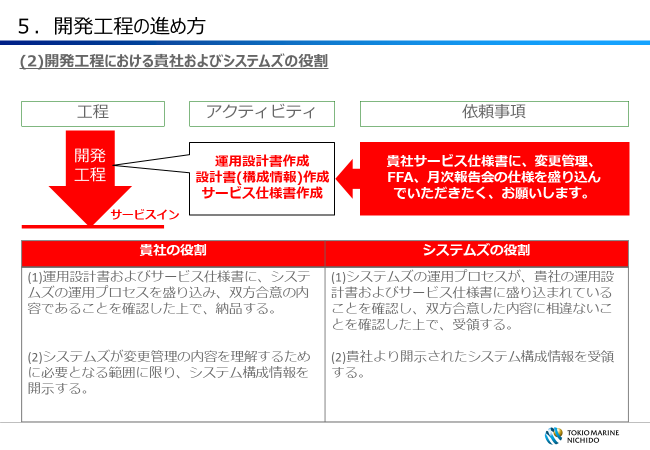 ５．開発工程の進め方
(2)開発工程における貴社およびシステムズの役割
工程
アクティビティ
依頼事項
開発
工程
運用設計書作成
設計書(構成情報)作成
サービス仕様書作成
貴社サービス仕様書に、変更管理、
FFA、月次報告会の仕様を盛り込ん
でいただきたく、お願いします。
サービスイン
貴社の役割
システムズの役割
(1)運用設計書およびサービス仕様書に、システ
ムズの運用プロセスを盛り込み、双方合意の内
容であることを確認した上で、納品する。
(2)システムズが変更管理の内容を理解するため
に必要となる範囲に限り、システム構成情報を
開示する。
(1)システムズの運用プロセスが、貴社の運用設
計書およびサービス仕様書に盛り込まれている
ことを確認し、双方合意した内容に相違ないこ
とを確認した上で、受領する。
(2)貴社より開示されたシステム構成情報を受領
する。
TOKIO MARINE
NICHIDO